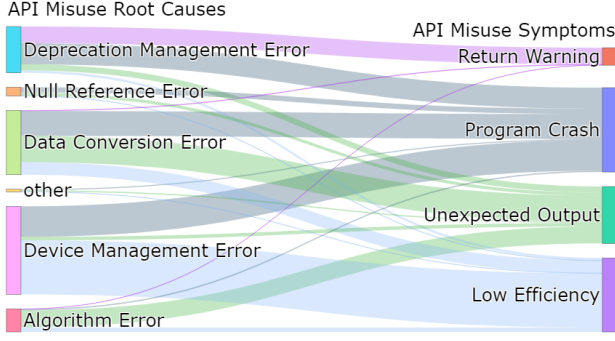 API Misuse Root Causes
API Misuse Symptoms
Deprecation Management Error
Return Warning
Null Reference Error
Program Crash
Data Conversion Error
other
Unexpected Output
Device Management Error
Low Efficiency
Algorithm Error